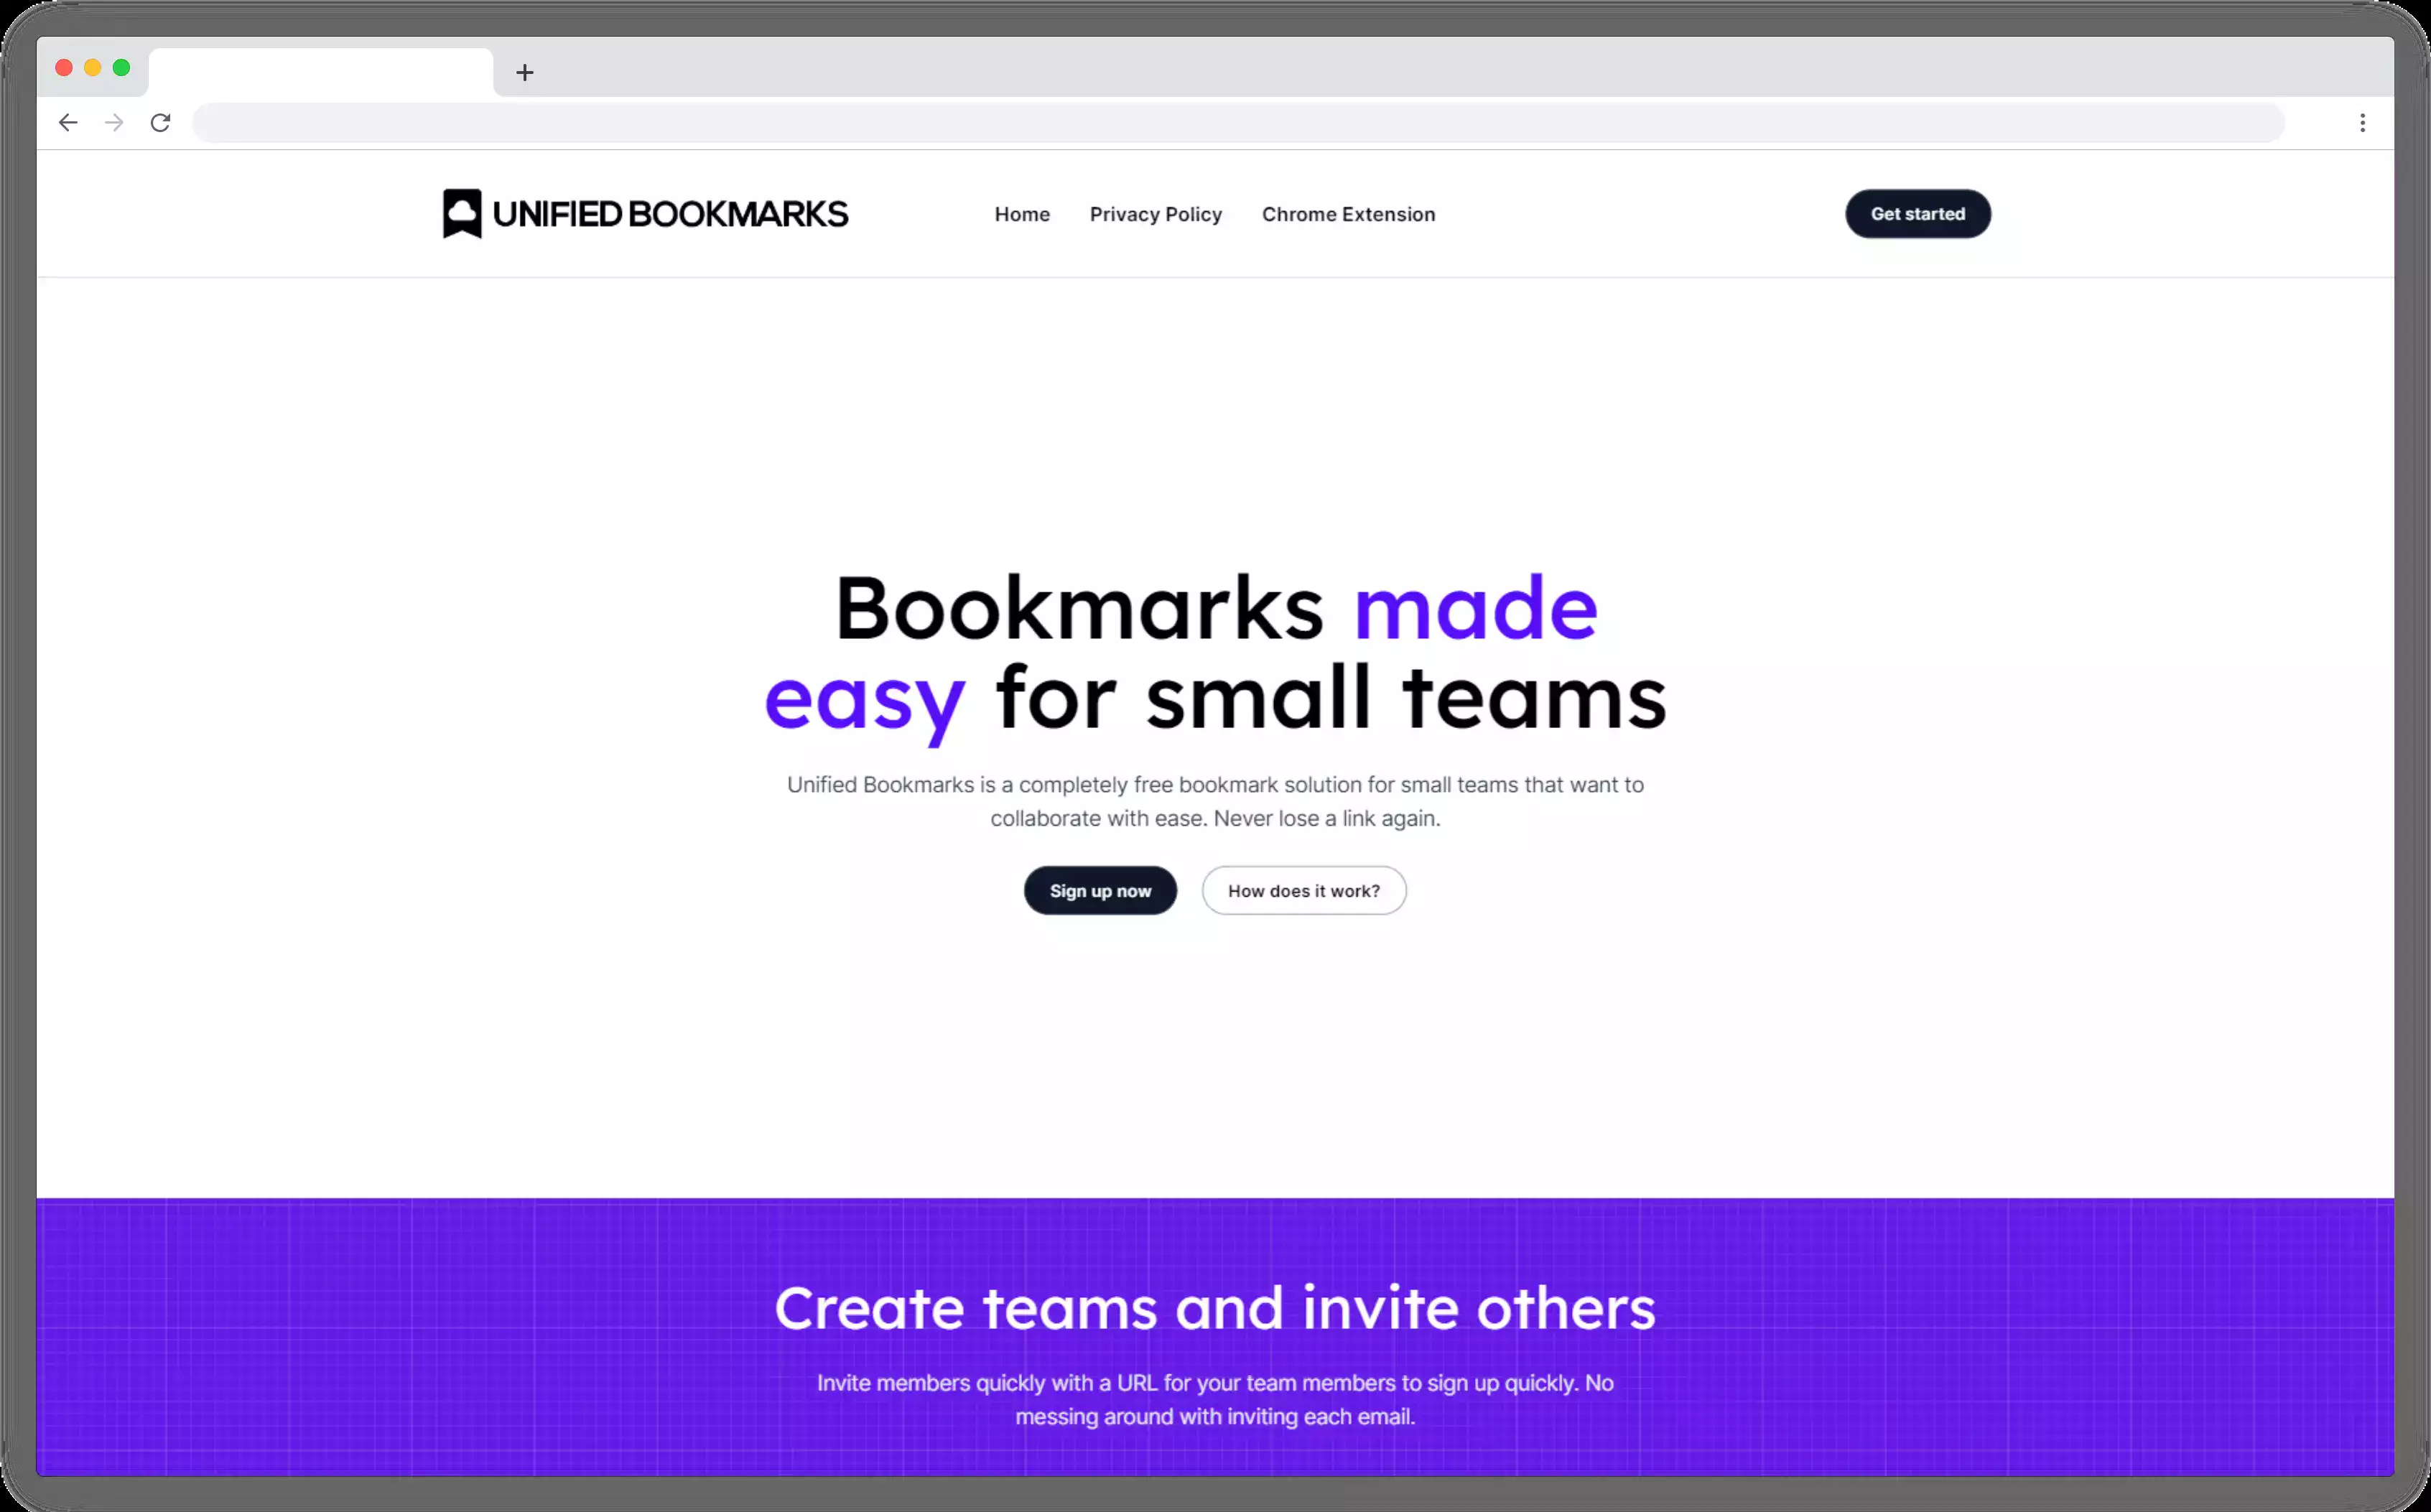 UNIFIED BOOKMARKS
Home Privacy Policy Chrome Extension
Get started
Bookmarks made
easy for small teams
Unified Bookmarks is a completely free bookmark solution for small teams that want to
collaborate with ease. Never lose a link again.
Sign up now How does it work?
Create teams and invite others
Invite members quickly with a URL for your team members to sign up quickly. No
messing around with inviting each email.